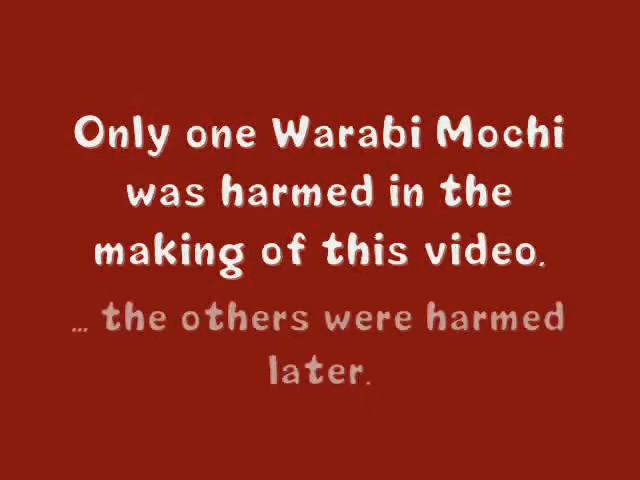 Only one Warabi Mochi
was harmed in the
making of this video.
... the others were harmed
later.